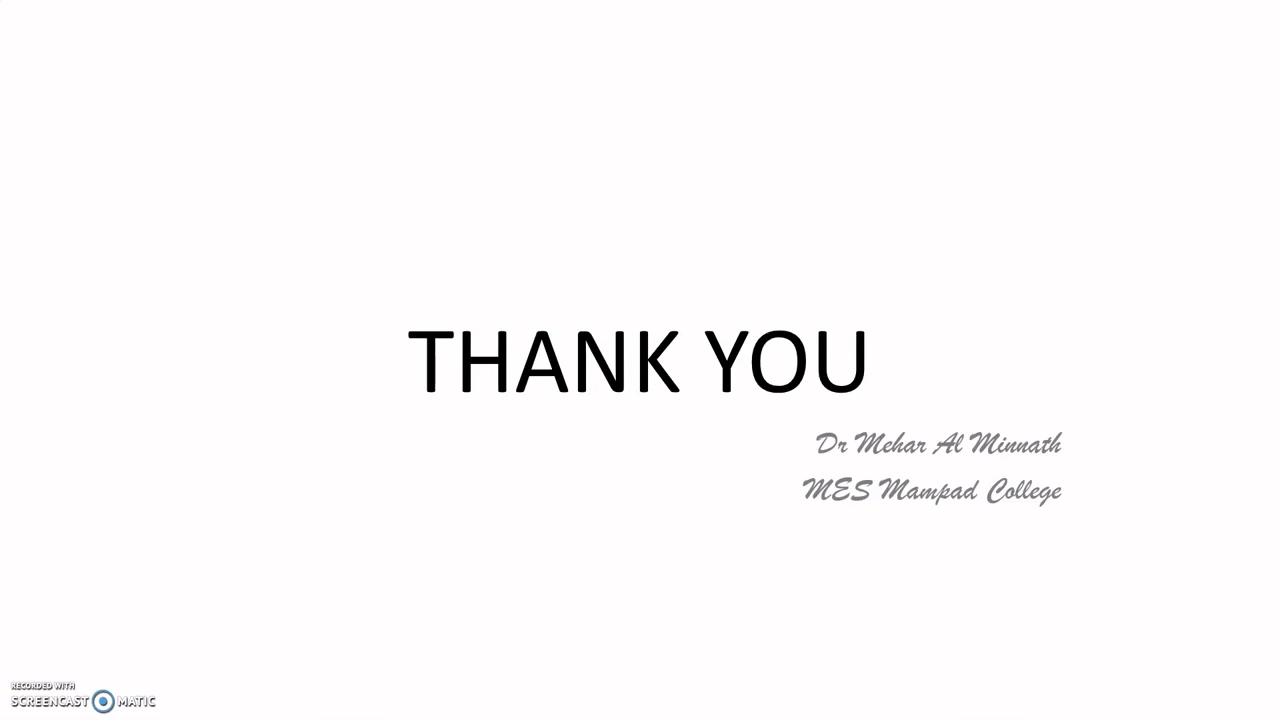 THANK YOU
Dr Mehar Al Minnath
MES Mampad College
RECORDED WITH
SCREENCAST MATIC